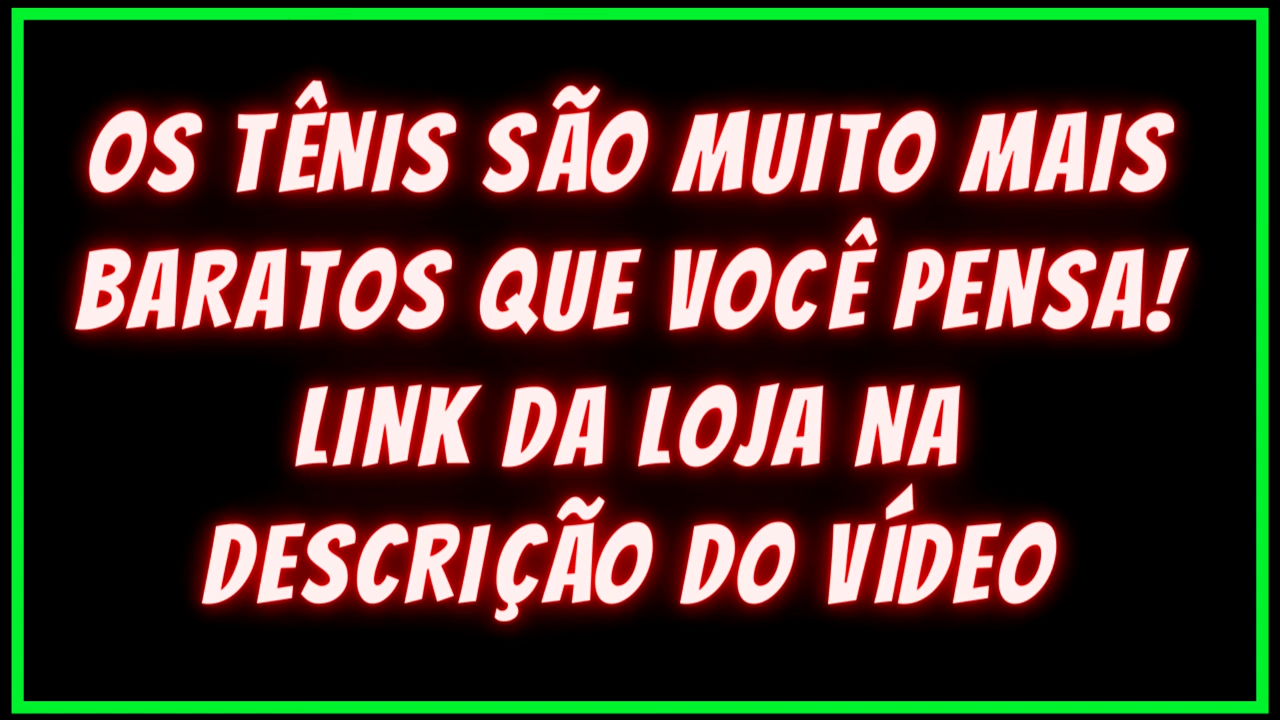 OS TÊNIS SÃO MUITO MAIS
BARATOS QUE VOCÊ PENSA!
LINK DA LOJA NA
DESCRIÇÃO DO VÍDEO